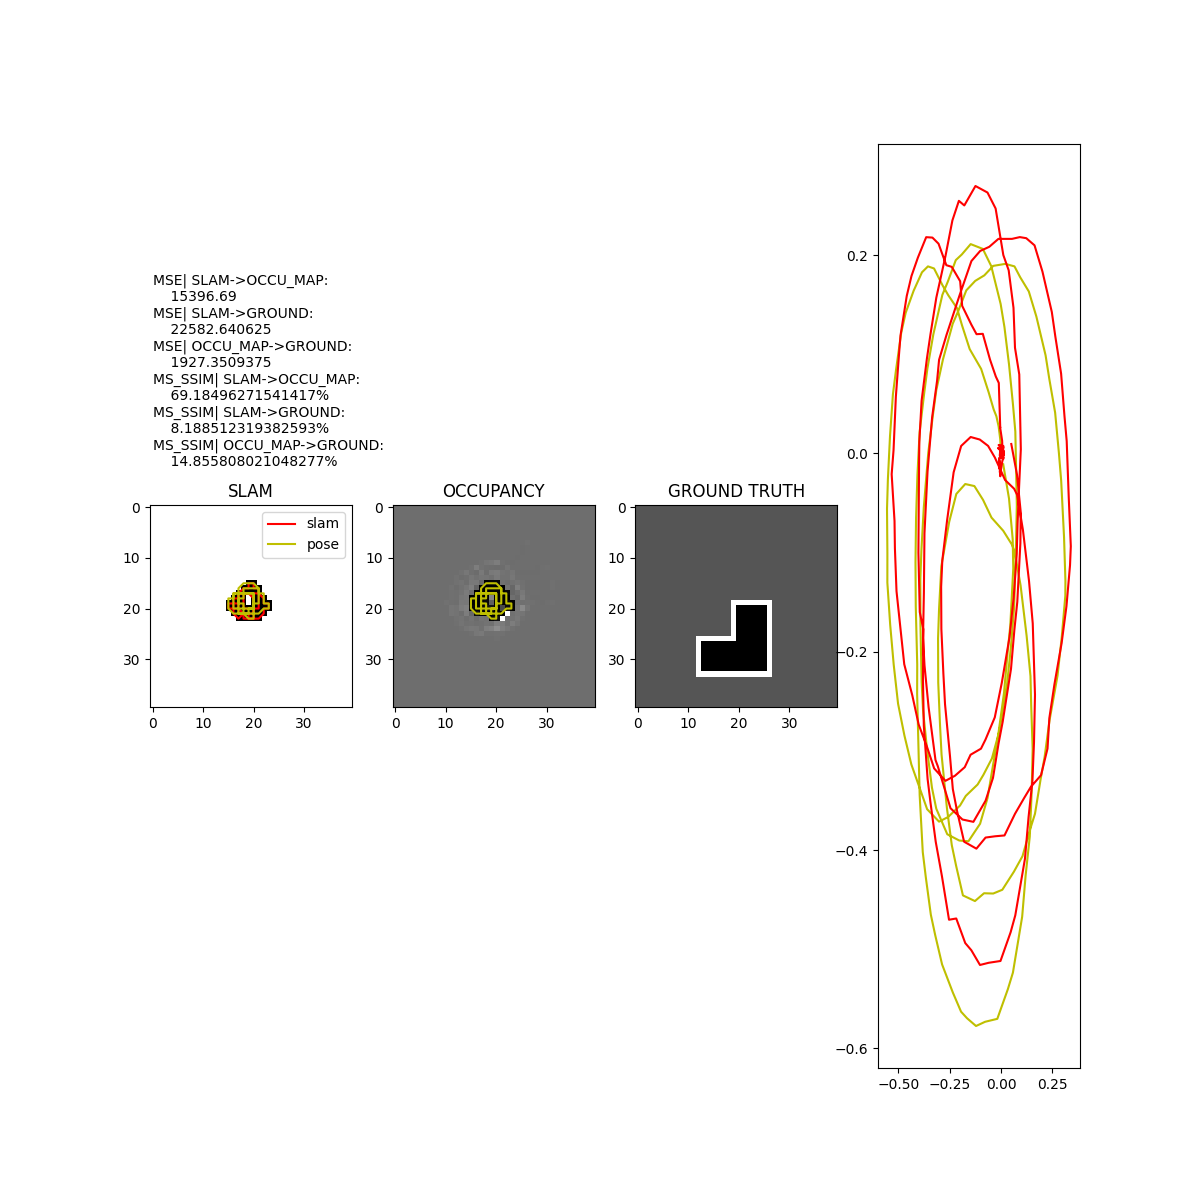 MSE| SLAM->OCCU_MAP:
15396.69
MSE| SLAM->GROUND:
22582.640625
MSE| OCCU_MAP->GROUND:
1927.3509375
MS_SSIM| SLAM->OCCU_MAP:
69.18496271541417%
MS_SSIM| SLAM->GROUND:
8.188512319382593%
MS_SSIM| OCCU_MAP->GROUND:
14.855808021048277%
SLAM
0
10
20
30
0 10 20 30
slam
pose
OCCUPANCY
0
10
20
30
0 10 20 30
GROUND TRUTH
0
10
20
30
0 10 20 30
0.2
0.0
−0.2
−0.4
−0.6
−0.50 −0.25 0.00 0.25